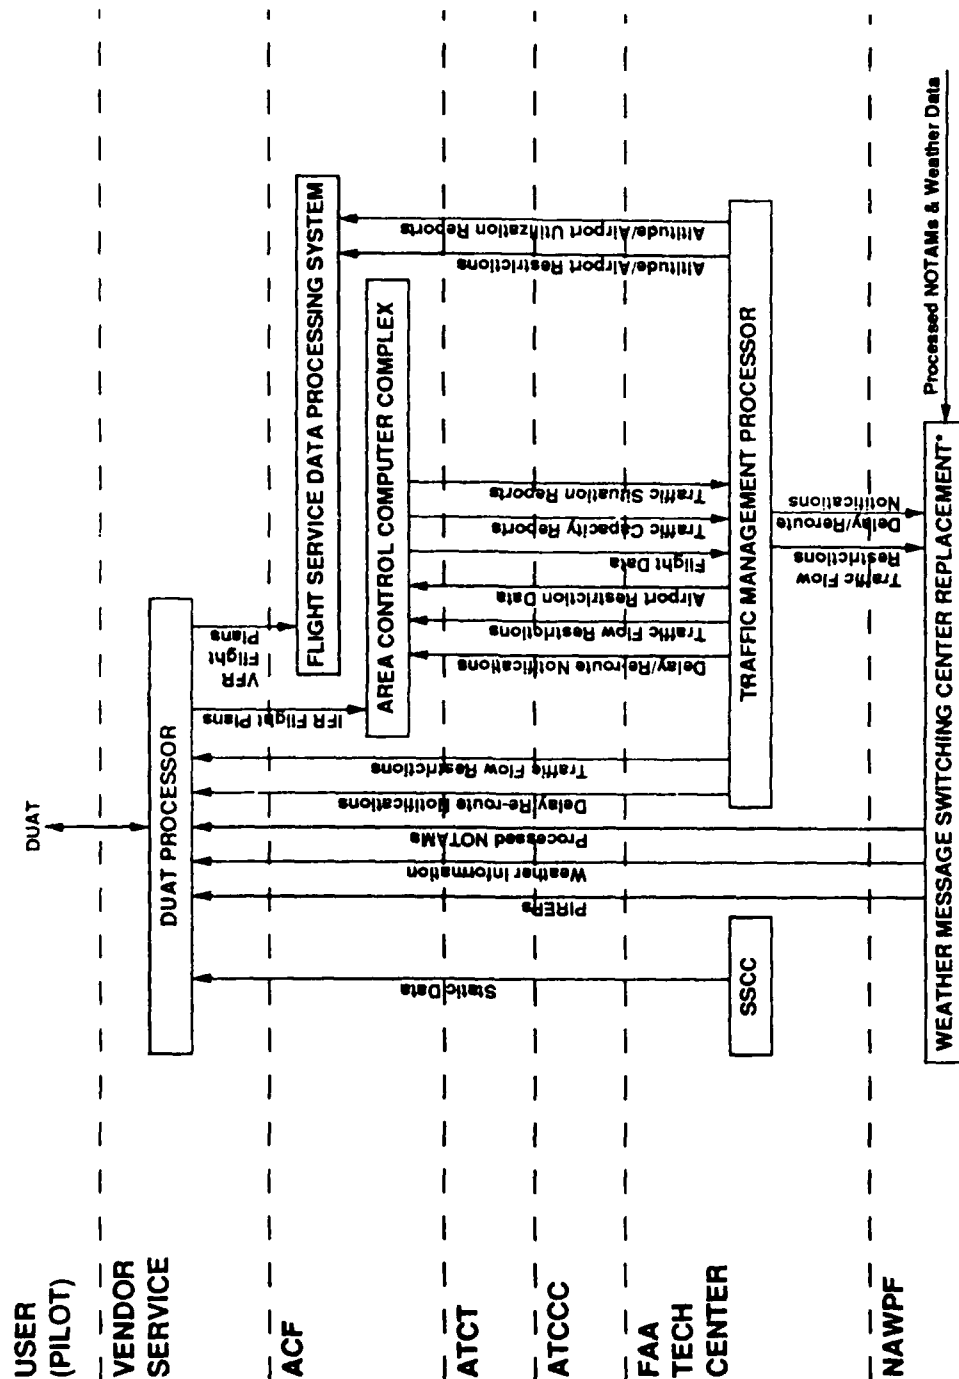 USER
(PILOT)
DUAT
VENDOR
SERVICE
DUAT PROCESSOR
VFR
Flight
Plans
IFR Flight Plans
ACF
FLIGHT SERVICE DATA PROCESSING SYSTEM
AREA CONTROL COMPUTER COMPLEX
ATCT
ATCCC
Static Data
PIREPs
Weather Information
Processed NOTAMs
Delay/Re-route Notifications
Traffic Flow Restrictions
Delay/Re-route Notifications
Traffic Flow Restrictions
Airport Restriction Data
Flight Data
Traffic Capacity Reports
Traffic Situation Reports
Altitude/Airport Restrictions
Altitude/Airport Utilization Reports
FAA
TECH
CENTER
SSCC
TRAFFIC MANAGEMENT PROCESSOR
Traffic Flow
Restrictions
Delay/Reroute
Notifications
NAWPF
WEATHER MESSAGE SWITCHING CENTER REPLACEMENT*
Processed NOTAMs & Weather Data